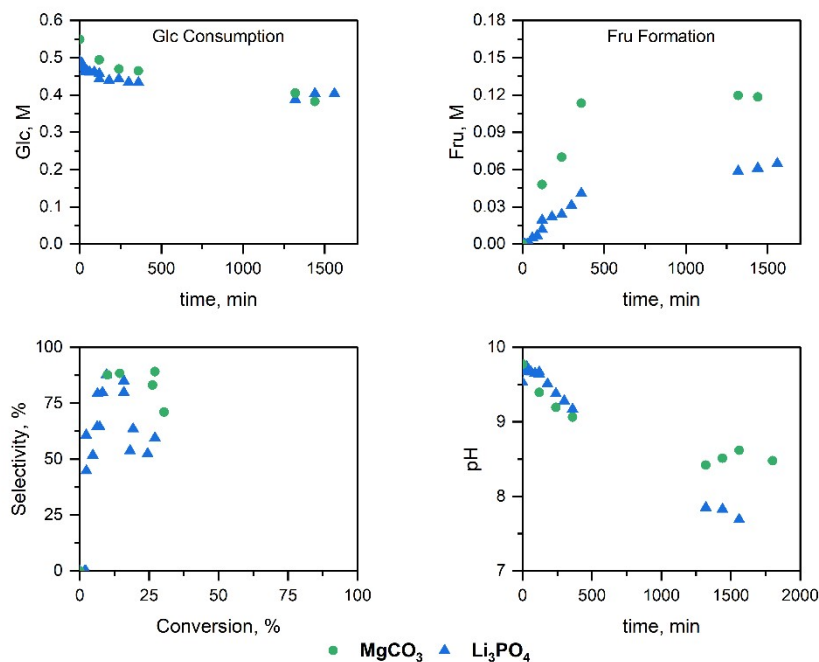 Glc Consumption
Glc, M
0.6
0.5
0.4
0.3
0.2
0.1
0.0
0 500 1000 1500
time, min
Fru Formation
Fru, M
0.18
0.15
0.12
0.09
0.06
0.03
0.00
0 500 1000 1500
time, min
Selectivity, %
100
75
50
25
0
0 25 50 75 100
Conversion, %
pH
10
9
8
7
0 500 1000 1500 2000
time, min
MgCO₃ Li₃PO₄